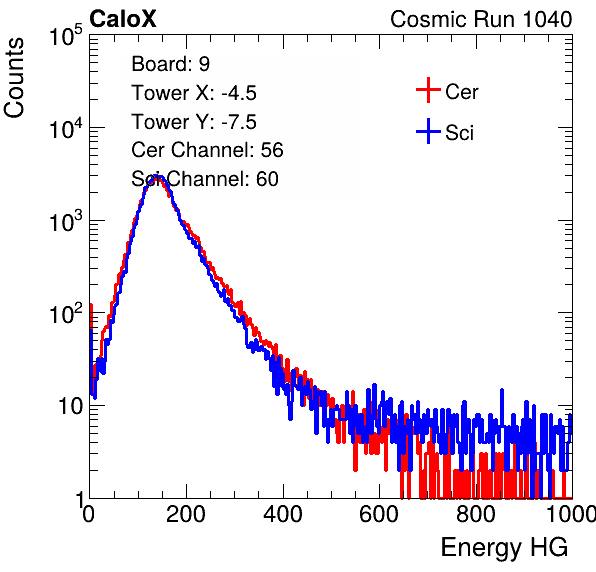 CaloX Cosmic Run 1040
Counts
10^5
10^4
10^3
10^2
10
1
Board: 9
Tower X: -4.5
Tower Y: -7.5
Cer Channel: 56
Sci Channel: 60
Cer
Sci
0 200 400 600 800 1000
Energy HG